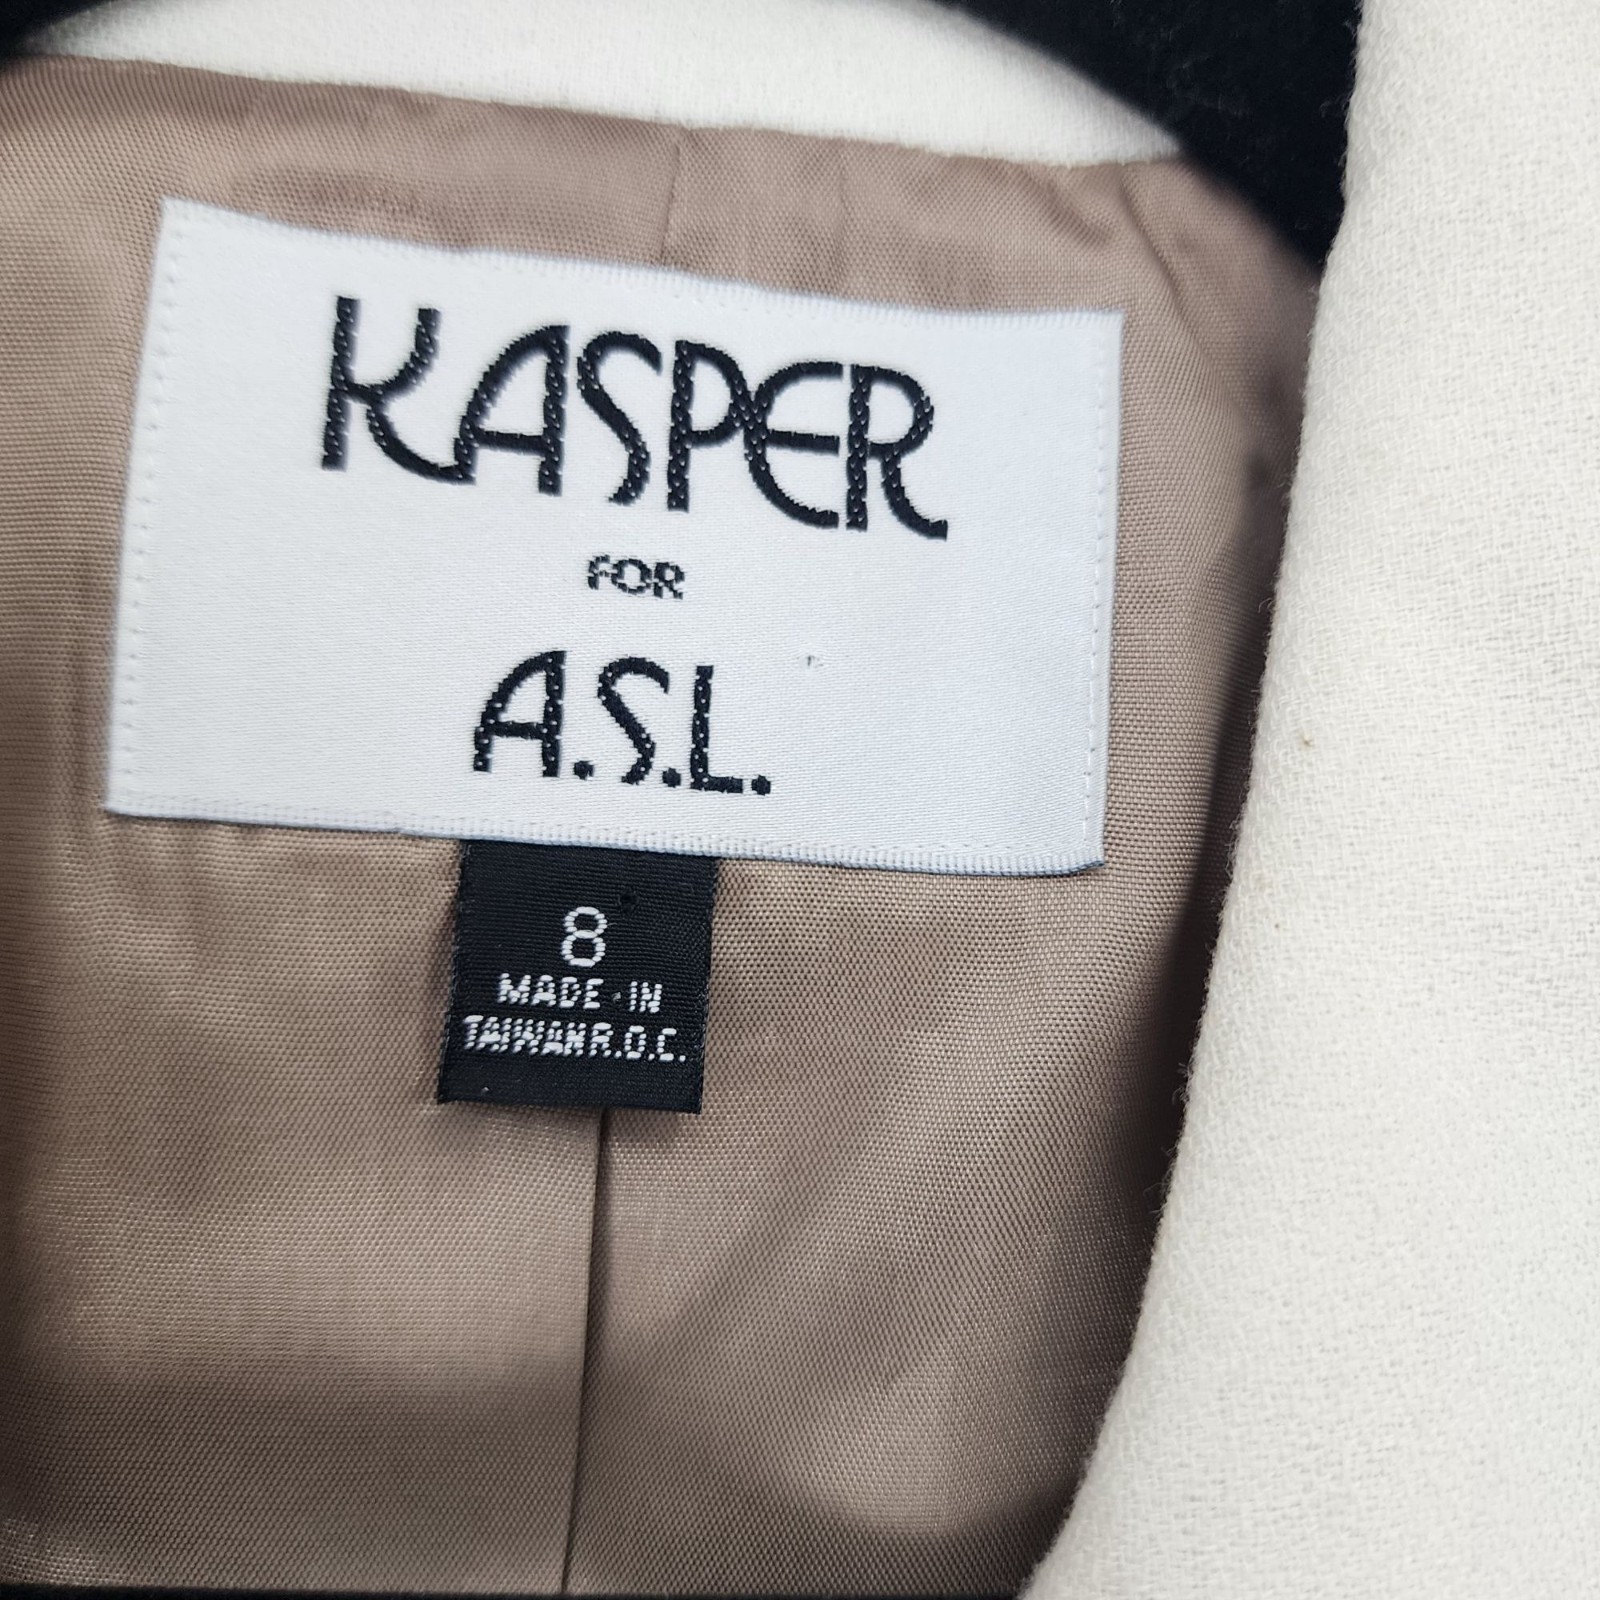 KASPER
FOR
A.S.L.
8
MADE IN
TAIWAN R.O.C.